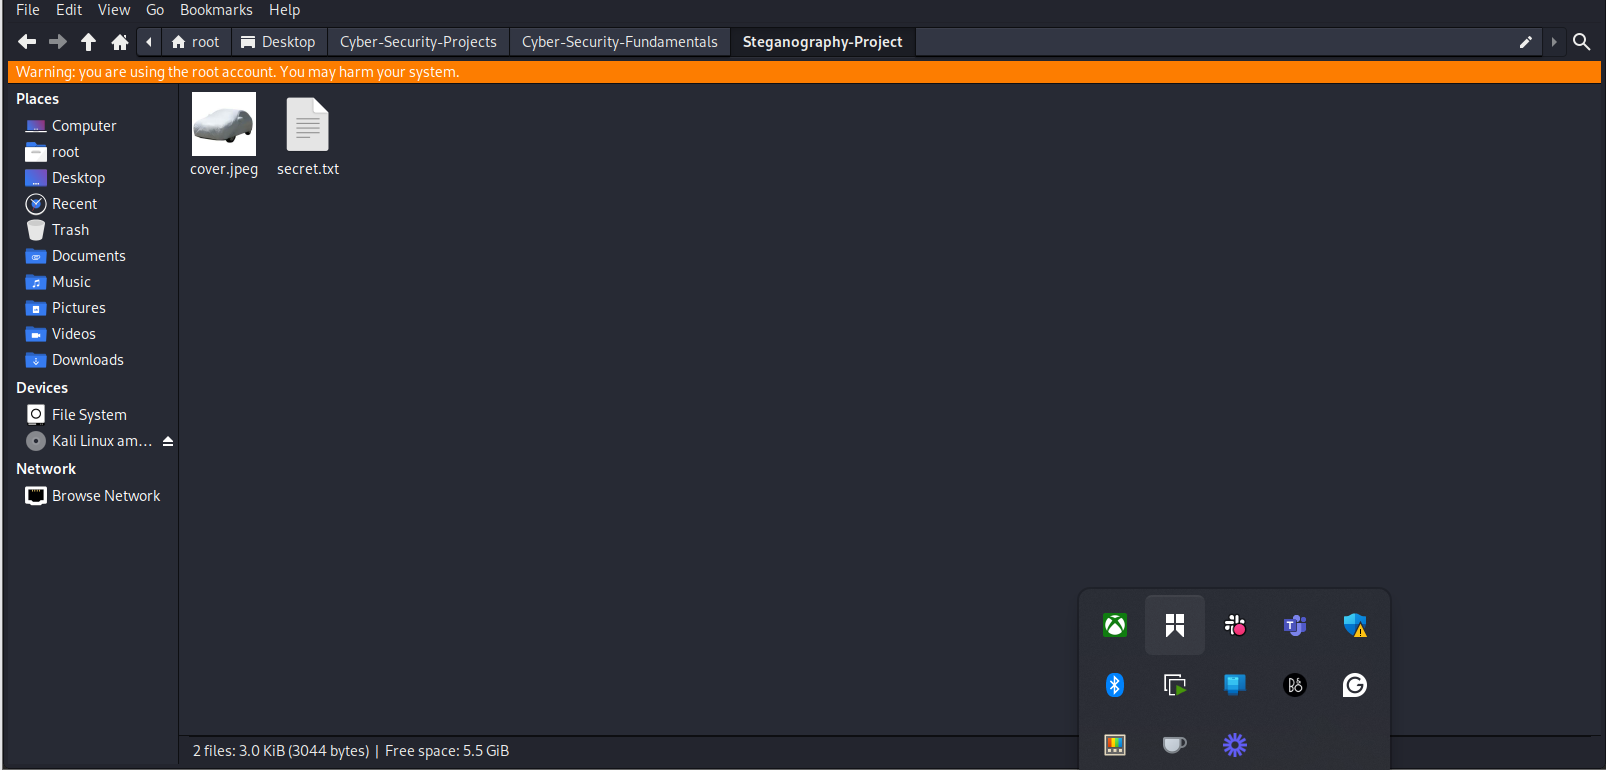 File Edit View Go Bookmarks Help
root Desktop Cyber-Security-Projects Cyber-Security-Fundamentals Steganography-Project
Warning: you are using the root account. You may harm your system.
Places
Computer
root
Desktop
Recent
Trash
Documents
Music
Pictures
Videos
Downloads
Devices
File System
Kali Linux am...
Network
Browse Network
cover.jpeg secret.txt
2 files: 3.0 KiB (3044 bytes) | Free space: 5.5 GiB